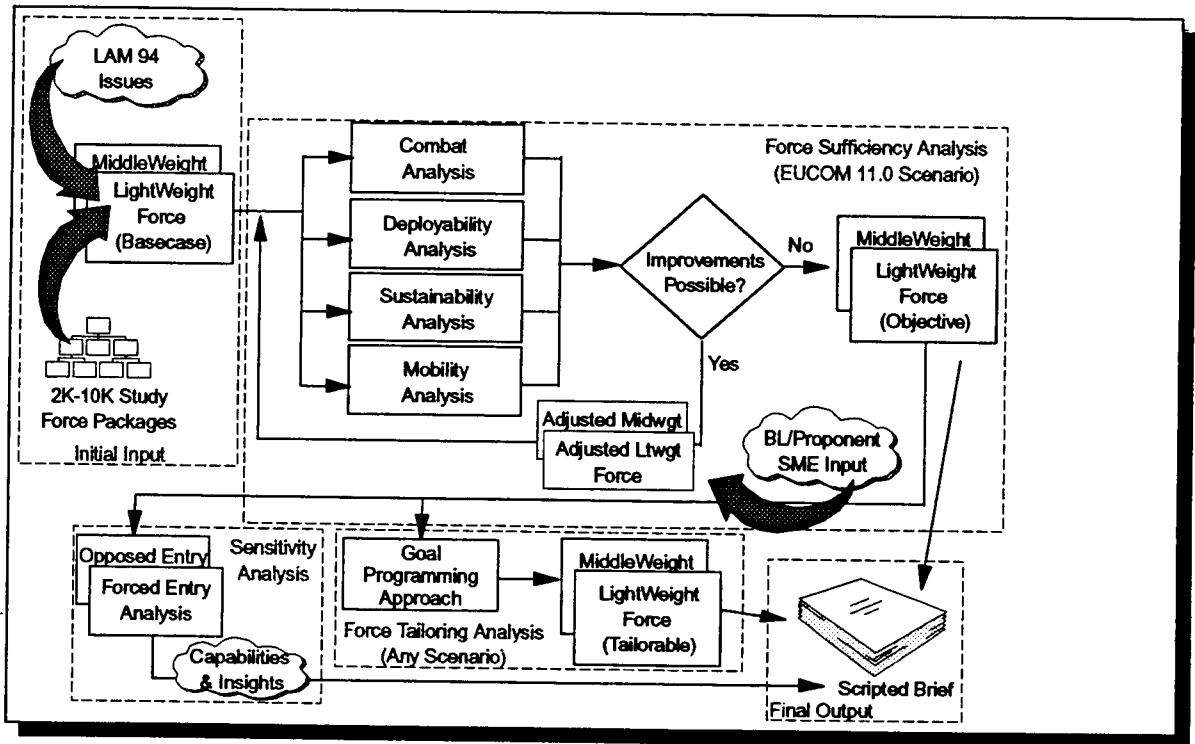 LAM 94
Issues
MiddleWeight
LightWeight
Force
(Basecase)
2K-10K Study
Force Packages
Initial Input
Combat
Analysis
Deployability
Analysis
Sustainability
Analysis
Mobility
Analysis
Force Sufficiency Analysis
(EUCOM 11.0 Scenario)
Improvements
Possible?
No
Yes
MiddleWeight
LightWeight
Force
(Objective)
Adjusted Midwgt
Adjusted Ltwgt
Force
BL/Proponent
SME Input
Opposed Entry
Forced Entry
Analysis
Sensitivity
Analysis
Capabilities
& Insights
Goal
Programming
Approach
Force Tailoring Analysis
(Any Scenario)
MiddleWeight
LightWeight
Force
(Tailorable)
Scripted Brief
Final Output